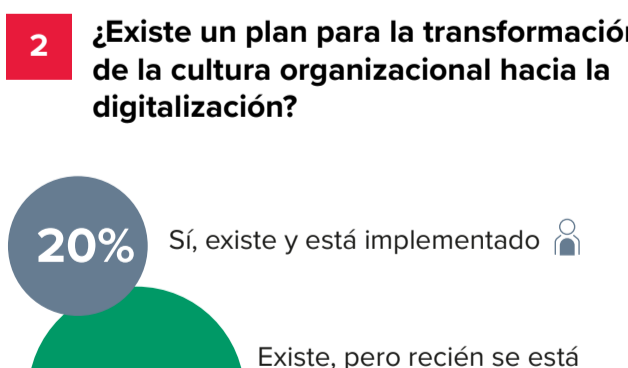 2
¿Existe un plan para la transformación
de la cultura organizacional hacia la
digitalización?
20%
Sí, existe y está implementado
Existe, pero recién se está